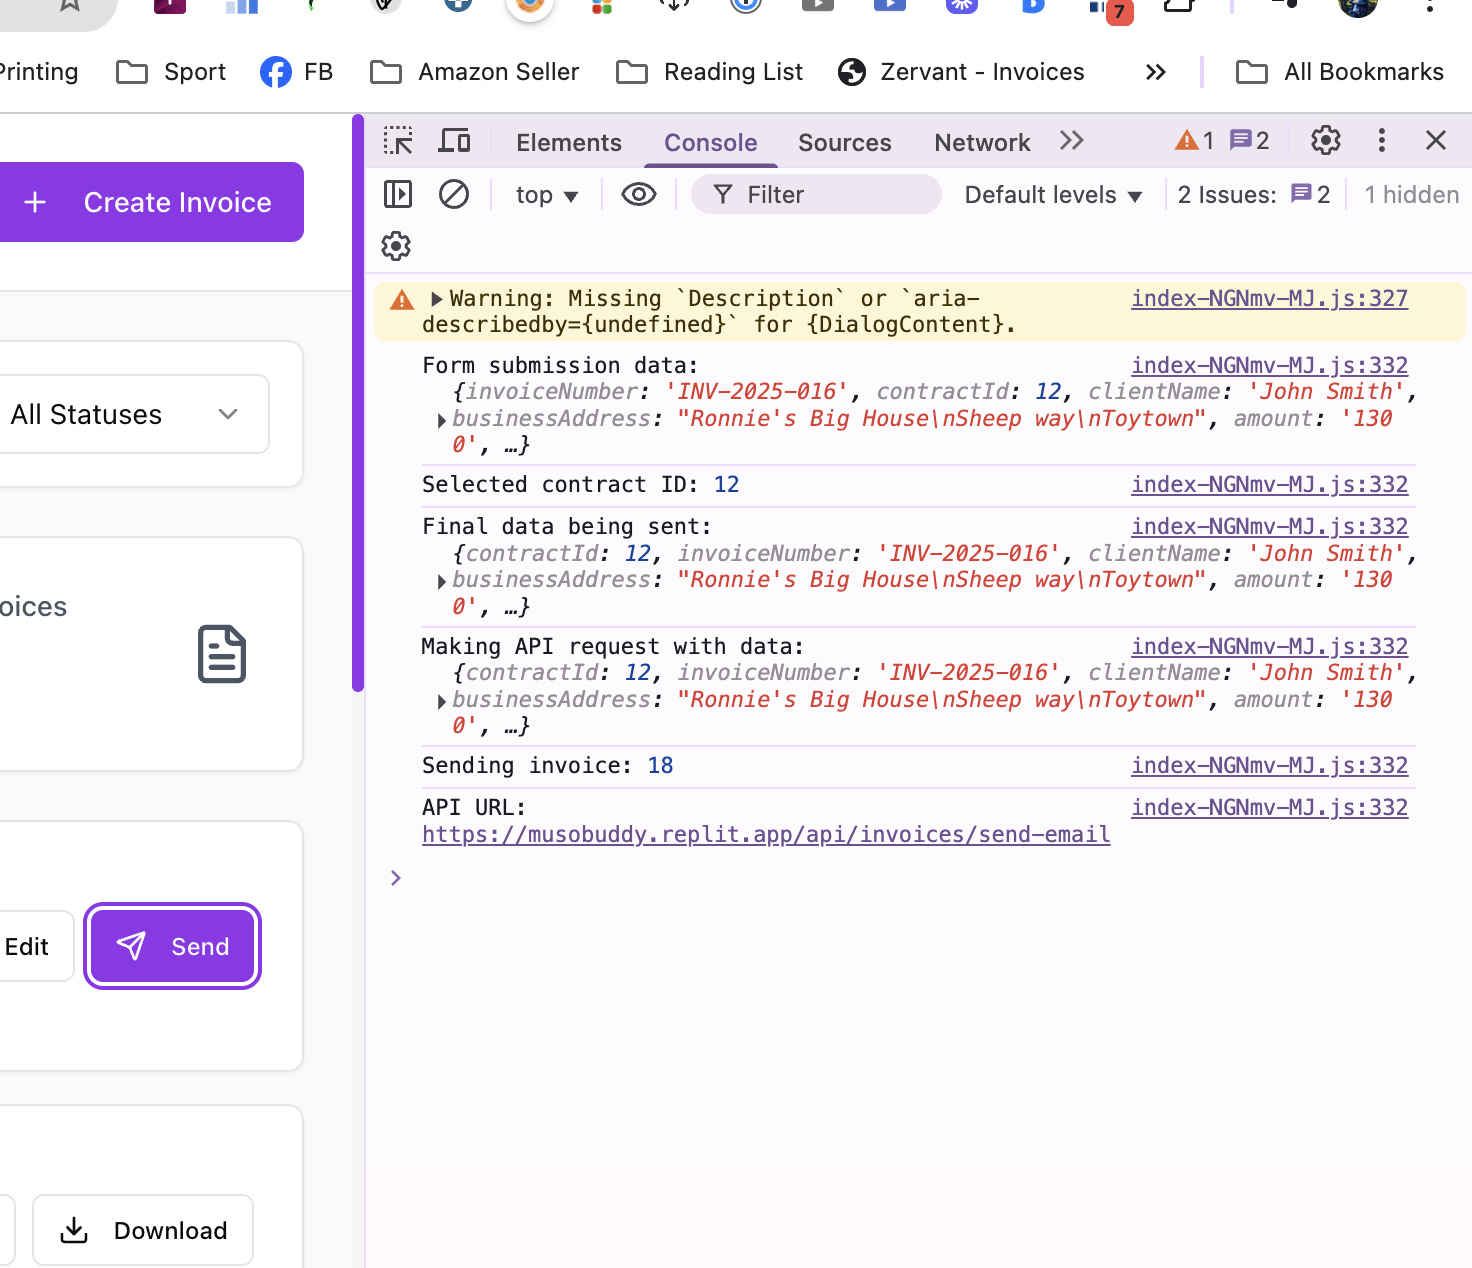 7
Printing
Sport
FB
Amazon Seller
Reading List
Zervant - Invoices
All Bookmarks
Create Invoice
All Statuses
oices
Edit
Send
Download
Elements
Console
Sources
Network
1
2
top
Filter
Default levels
2 Issues:
2
1 hidden
Warning: Missing `Description` or `aria-
describedby={undefined}` for {DialogContent}.
index-NGNmv-MJ.js:327
Form submission data:
index-NGNmv-MJ.js:332
{invoiceNumber: 'INV-2025-016', contractId: 12, clientName: 'John Smith',
businessAddress: "Ronnie's Big House\nSheep way\nToytown", amount: '130
0', …}
Selected contract ID: 12
index-NGNmv-MJ.js:332
Final data being sent:
index-NGNmv-MJ.js:332
{contractId: 12, invoiceNumber: 'INV-2025-016', clientName: 'John Smith',
businessAddress: "Ronnie's Big House\nSheep way\nToytown", amount: '130
0', …}
Making API request with data:
index-NGNmv-MJ.js:332
{contractId: 12, invoiceNumber: 'INV-2025-016', clientName: 'John Smith',
businessAddress: "Ronnie's Big House\nSheep way\nToytown", amount: '130
0', …}
Sending invoice: 18
index-NGNmv-MJ.js:332
API URL:
index-NGNmv-MJ.js:332
https://musobuddy.replit.app/api/invoices/send-email